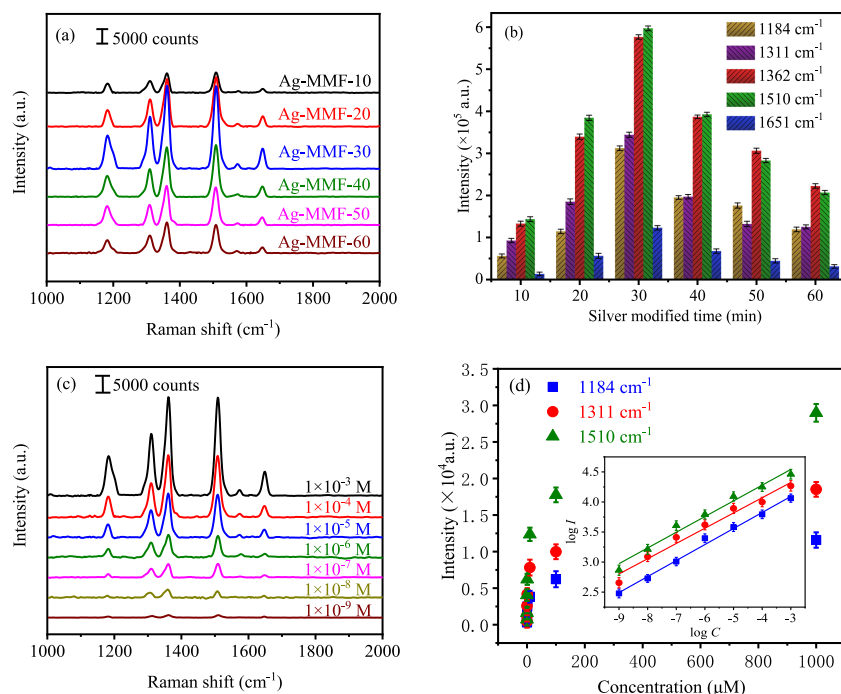 (a)
5000 counts
Ag-MMF-10
Ag-MMF-20
Ag-MMF-30
Ag-MMF-40
Ag-MMF-50
Ag-MMF-60
Intensity (a.u.)
1000 1200 1400 1600 1800 2000
Raman shift (cm⁻¹)
(b)
1184 cm⁻¹
1311 cm⁻¹
1362 cm⁻¹
1510 cm⁻¹
1651 cm⁻¹
Intensity (×10⁵ a.u.)
6
5
4
3
2
1
0
10 20 30 40 50 60
Silver modified time (min)
(c)
5000 counts
1×10⁻³ M
1×10⁻⁴ M
1×10⁻⁵ M
1×10⁻⁶ M
1×10⁻⁷ M
1×10⁻⁸ M
1×10⁻⁹ M
Intensity (a.u.)
1000 1200 1400 1600 1800 2000
Raman shift (cm⁻¹)
(d)
1184 cm⁻¹
1311 cm⁻¹
1510 cm⁻¹
Intensity (×10⁴a.u.)
3.5
3.0
2.5
2.0
1.5
1.0
0.5
0.0
log I
4.5
4.0
3.5
3.0
2.5
-9 -8 -7 -6 -5 -4 -3
log C
0 200 400 600 800 1000
Concentration (μM)